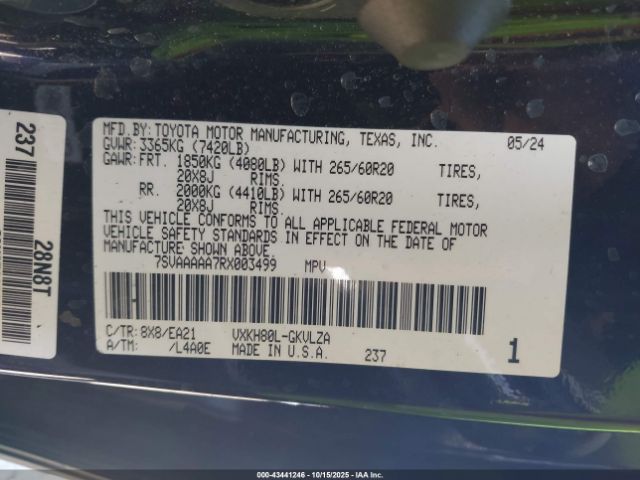 MFD.BY: TOYOTA MOTOR MANUFACTURING, TEXAS, INC. 05/24
GVWR: 3365KG (7420LB)
GAWR: FRT. 1850KG (4080LB) WITH 265/60R20 TIRES,
20X8J RIMS,
RR. 2000KG (4410LB) WITH 265/60R20 TIRES,
20X8J RIMS,
THIS VEHICLE CONFORMS TO ALL APPLICABLE FEDERAL MOTOR
VEHICLE SAFETY STANDARDS IN EFFECT ON THE DATE OF
MANUFACTURE SHOWN ABOVE.
7SVAAAAA7RX003499 MPV
C/TR: 8X8/EA21 VXKH80L-GKVLZA
A/TM: /L4A0E MADE IN U.S.A. 237 1
237
28N8T
000-43441246 - 10/15/2025 - IAA Inc.